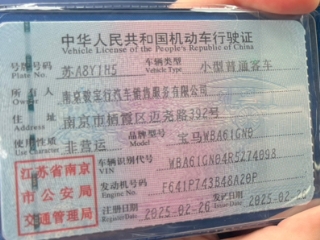 中华人民共和国机动车行驶证
Vehicle License of the People's Republic of China
号牌号码 苏A8Y1H5 车辆类型 小型普通客车
Plate No. Vehicle Type
所有人 南京数宝行汽车销售服务有限公司
Owner
住址 南京市栖霞区迈尧路392号
Address
使用性质 非营运 品牌型号 宝马WBA61GN0
Use Character Model
车辆识别代号 WBA61GN04R5274098
VIN
江苏省南京
市公安局
交通管理局
发动机号码 F641P743B48A20P
Engine No.
注册日期 2025-02-26 发证日期 2025-02-26
Register Date Issue Date